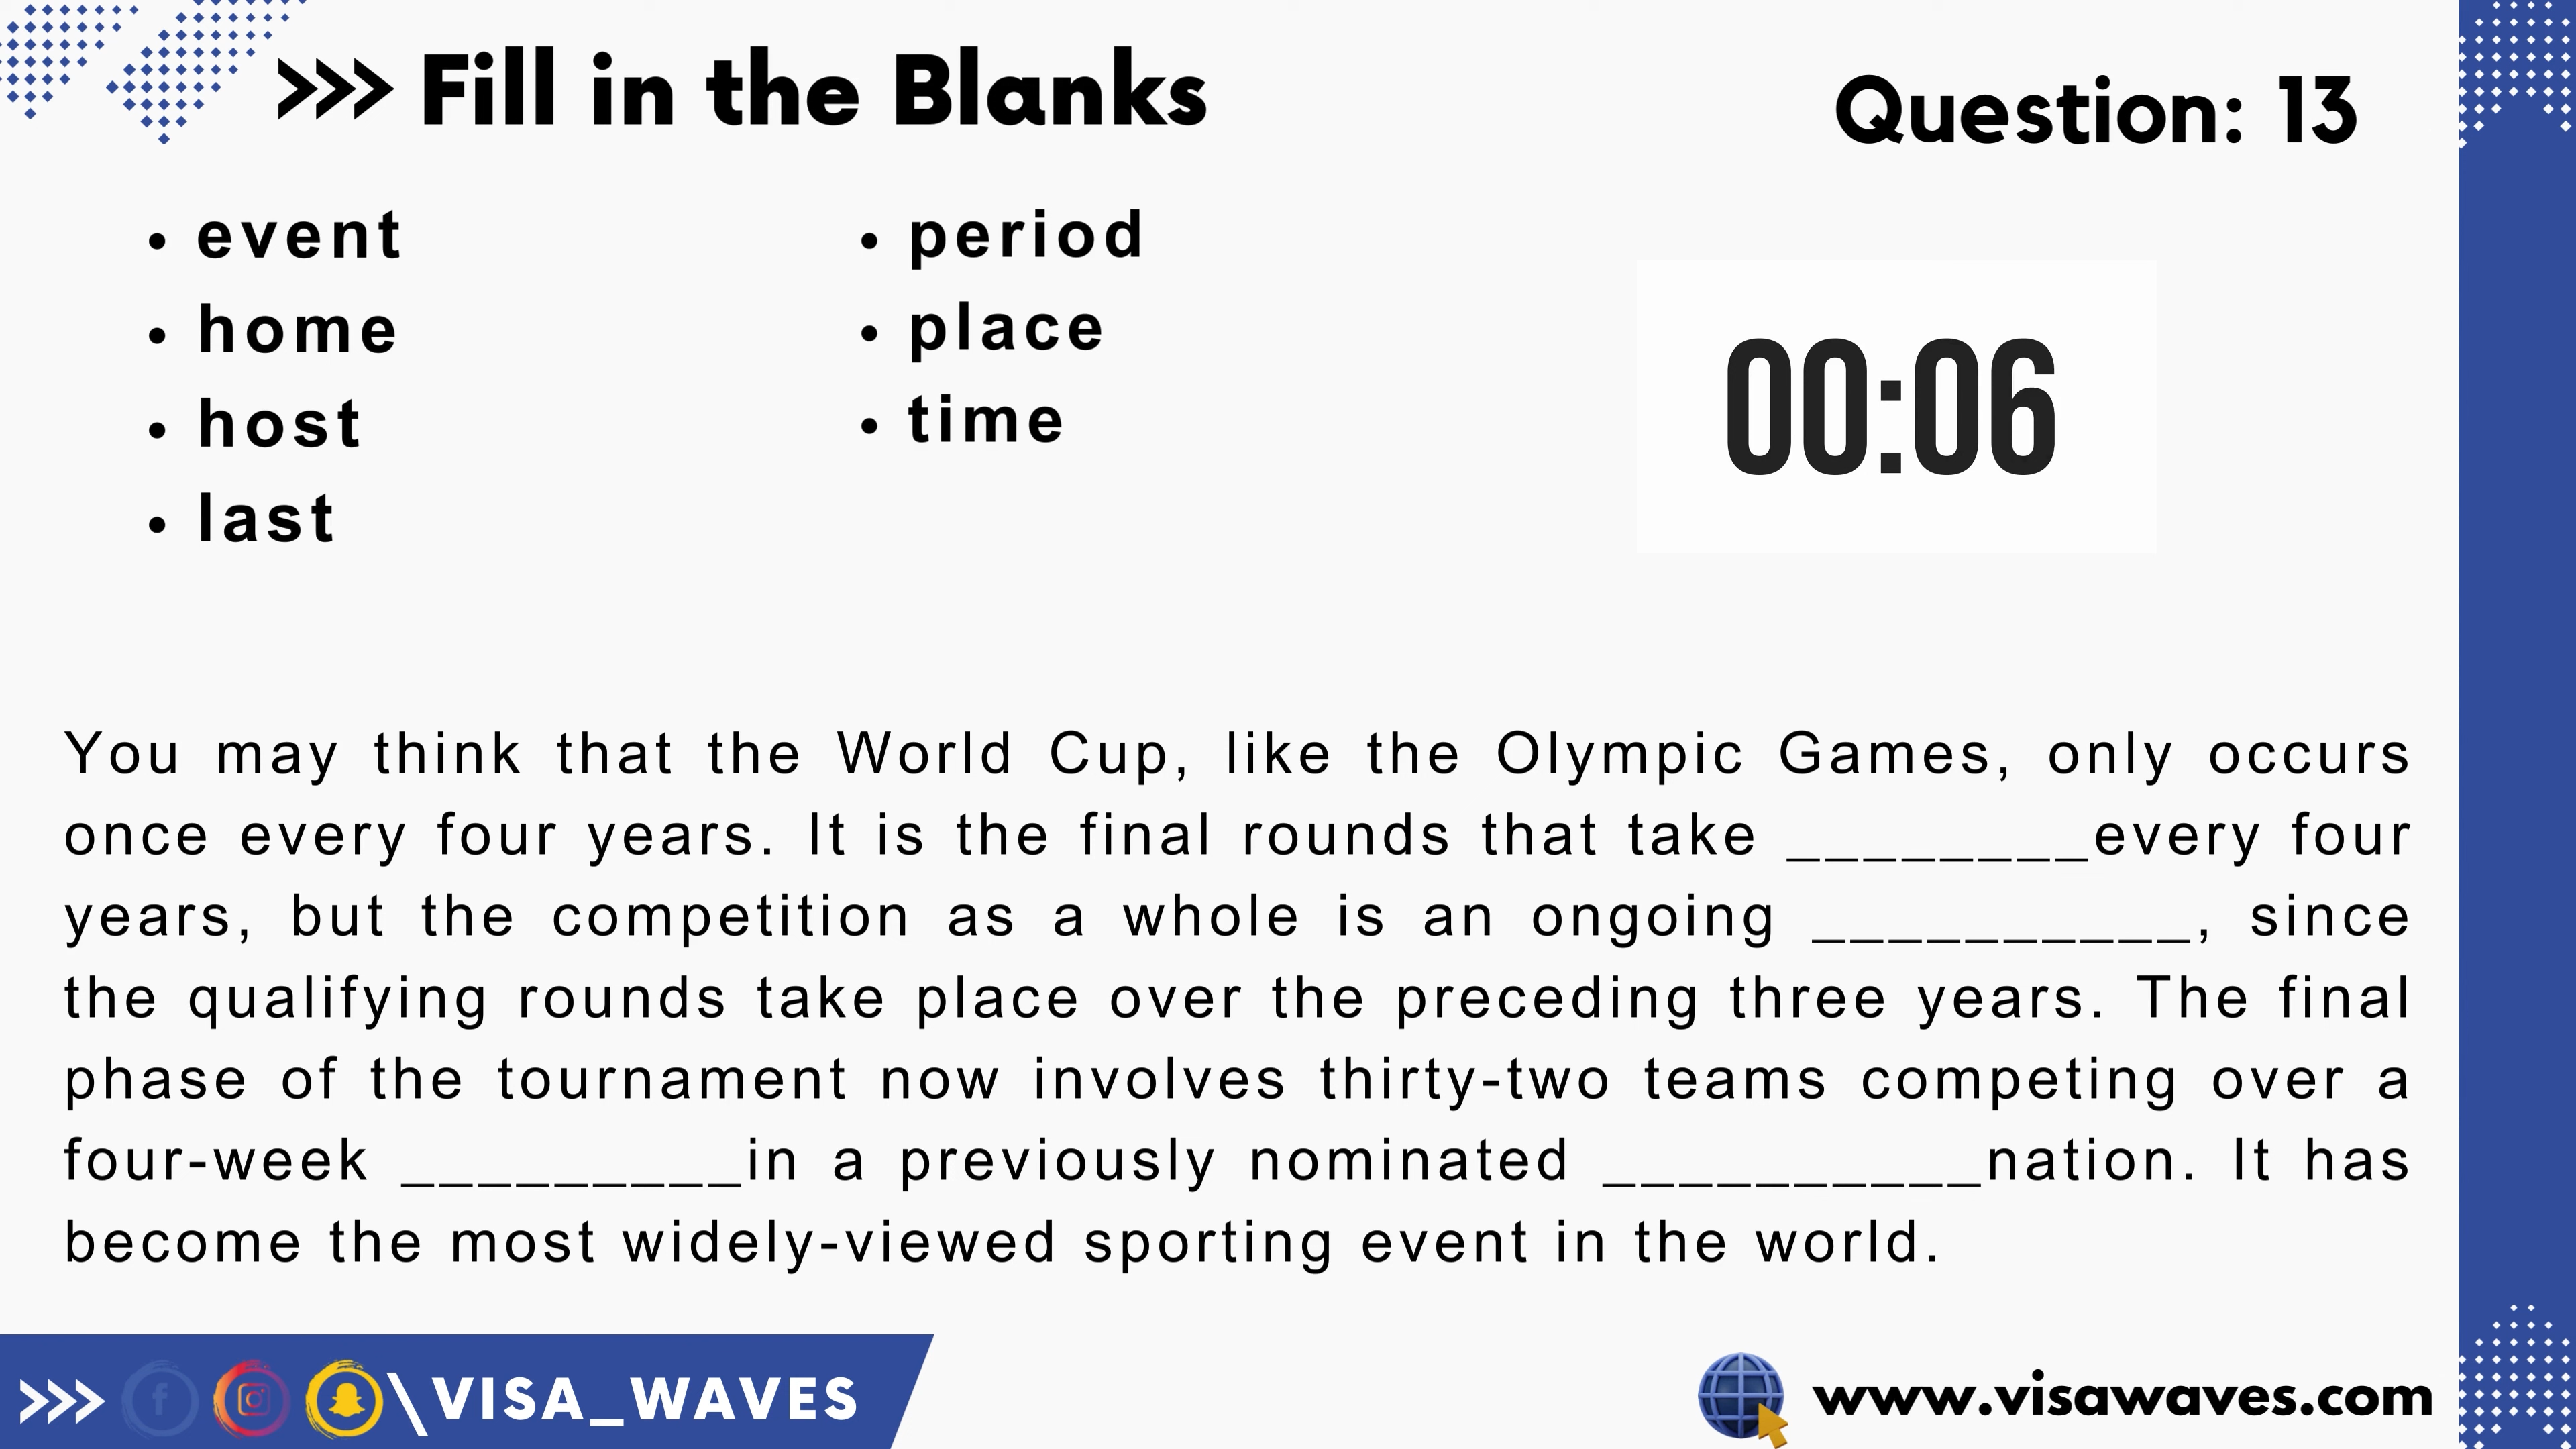 >>> Fill in the Blanks
Question: 13
• event
• home
• host
• last
• period
• place
• time
00:06
You may think that the World Cup, like the Olympic Games, only occurs
once every four years. It is the final rounds that take ________every four
years, but the competition as a whole is an ongoing __________, since
the qualifying rounds take place over the preceding three years. The final
phase of the tournament now involves thirty-two teams competing over a
four-week _________in a previously nominated __________nation. It has
become the most widely-viewed sporting event in the world.
>>> f \VISA_WAVES
www.visawaves.com